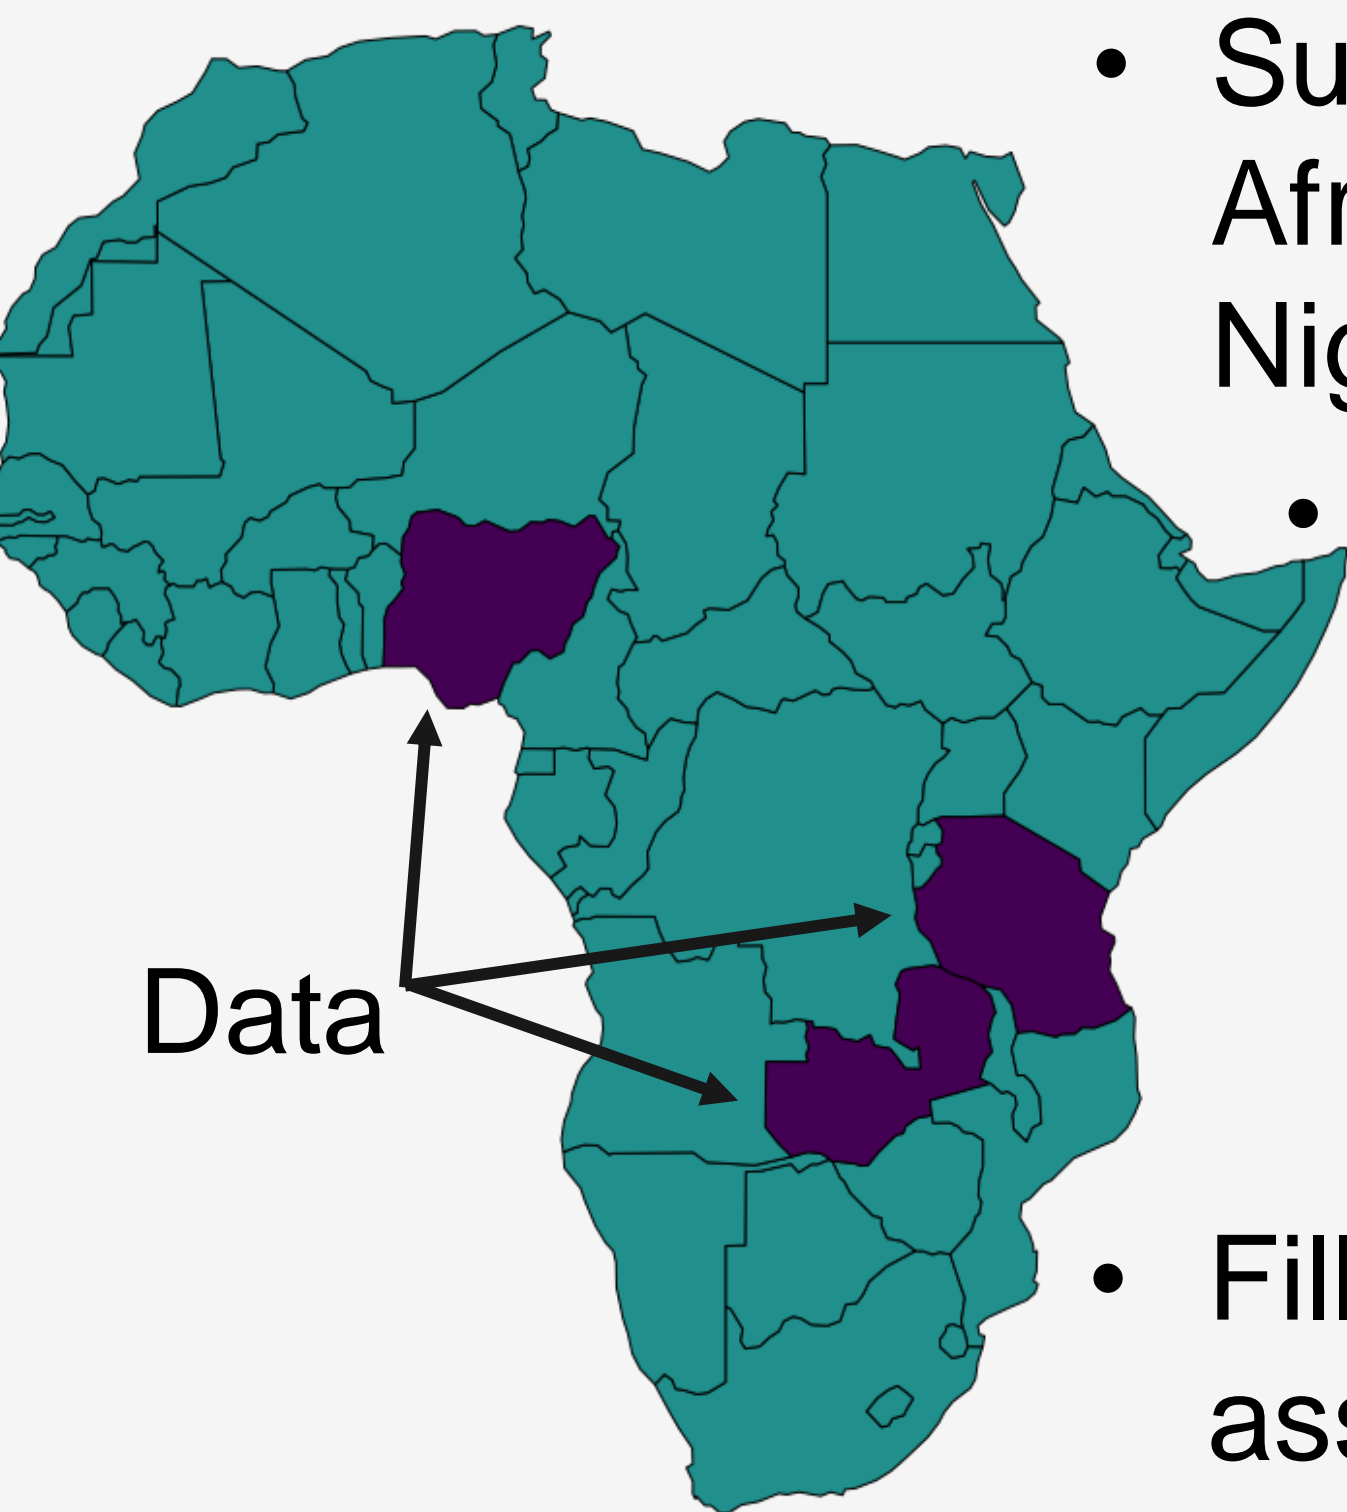 • Su
Afr
Nig
•
Data
• Fill
ass